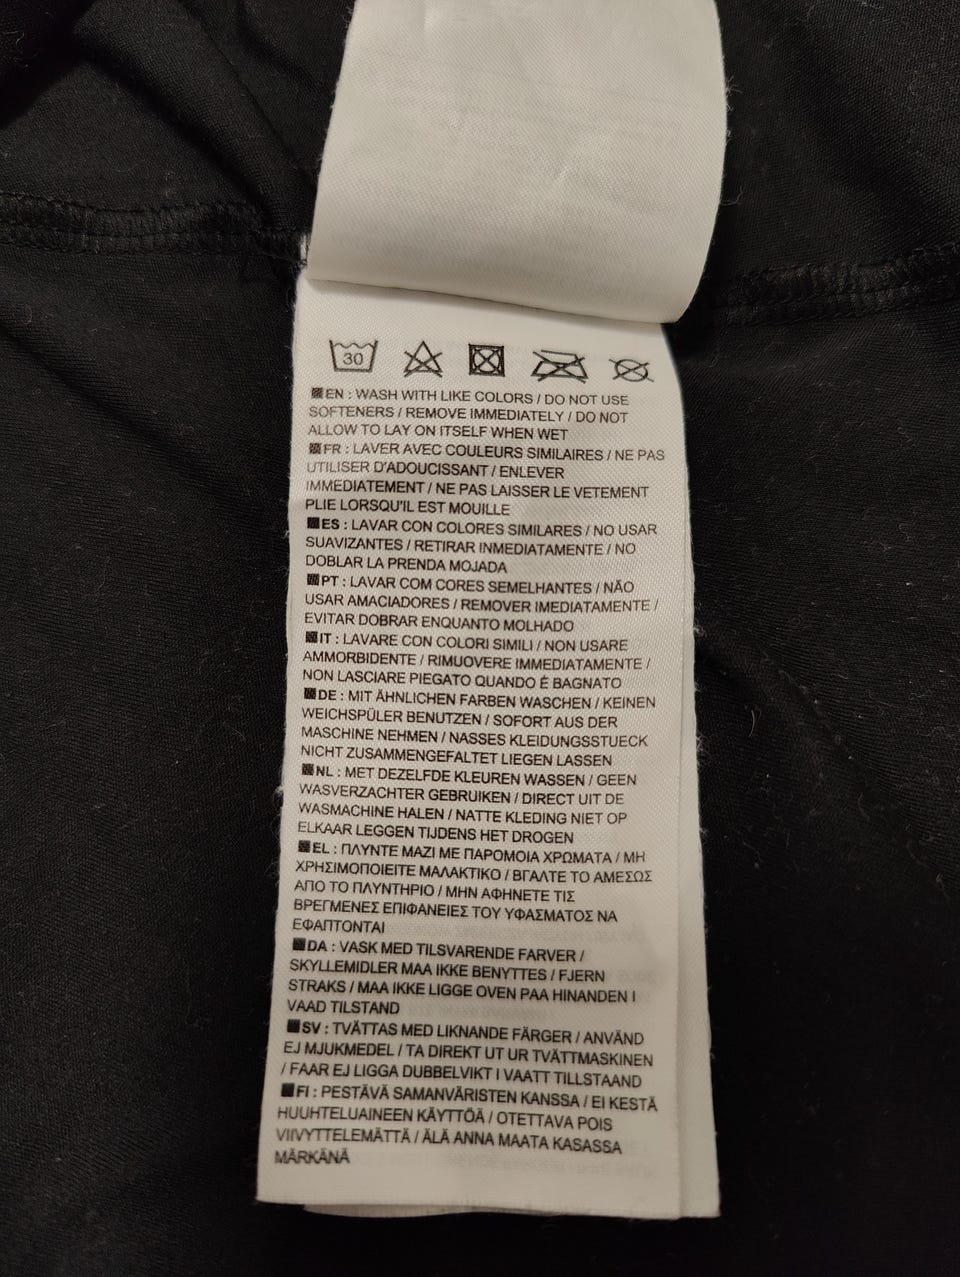 30
EN : WASH WITH LIKE COLORS / DO NOT USE
SOFTENERS / REMOVE IMMEDIATELY / DO NOT
ALLOW TO LAY ON ITSELF WHEN WET
FR : LAVER AVEC COULEURS SIMILAIRES / NE PAS
UTILISER D'ADOUCISSANT / ENLEVER
IMMEDIATEMENT / NE PAS LAISSER LE VETEMENT
PLIE LORSQU'IL EST MOUILLE
ES : LAVAR CON COLORES SIMILARES / NO USAR
SUAVIZANTES / RETIRAR INMEDIATAMENTE / NO
DOBLAR LA PRENDA MOJADA
PT : LAVAR COM CORES SEMELHANTES / NÃO
USAR AMACIADORES / REMOVER IMEDIATAMENTE /
EVITAR DOBRAR ENQUANTO MOLHADO
IT : LAVARE CON COLORI SIMILI / NON USARE
AMMORBIDENTE / RIMUOVERE IMMEDIATAMENTE /
NON LASCIARE PIEGATO QUANDO É BAGNATO
DE : MIT ÄHNLICHEN FARBEN WASCHEN / KEINEN
WEICHSPÜLER BENUTZEN / SOFORT AUS DER
MASCHINE NEHMEN / NASSES KLEIDUNGSSTUECK
NICHT ZUSAMMENGEFALTET LIEGEN LASSEN
NL : MET DEZELFDE KLEUREN WASSEN / GEEN
WASVERZACHTER GEBRUIKEN / DIRECT UIT DE
WASMACHINE HALEN / NATTE KLEDING NIET OP
ELKAAR LEGGEN TIJDENS HET DROGEN
EL : ΠΛΥΝΤΕ ΜΑΖΙ ΜΕ ΠΑΡΟΜΟΙΑ ΧΡΩΜΑΤΑ / ΜΗ
ΧΡΗΣΙΜΟΠΟΙΕΙΤΕ ΜΑΛΑΚΤΙΚΟ / ΒΓΑΛΤΕ ΤΟ ΑΜΕΣΩΣ
ΑΠΟ ΤΟ ΠΛΥΝΤΗΡΙΟ / ΜΗΝ ΑΦΗΝΕΤΕ ΤΙΣ
ΒΡΕΓΜΕΝΕΣ ΕΠΙΦΑΝΕΙΕΣ ΤΟΥ ΥΦΑΣΜΑΤΟΣ ΝΑ
ΕΦΑΠΤΟΝΤΑΙ
DA : VASK MED TILSVARENDE FARVER /
SKYLLEMIDLER MAA IKKE BENYTTES / FJERN
STRAKS / MAA IKKE LIGGE OVEN PAA HINANDEN I
VAAD TILSTAND
SV : TVÄTTAS MED LIKNANDE FÄRGER / ANVÄND
EJ MJUKMEDEL / TA DIREKT UT UR TVÄTTMASKINEN
/ FAAR EJ LIGGA DUBBELVIKT I VAATT TILLSTAAND
FI : PESTÄVÄ SAMANVÄRISTEN KANSSA / EI KESTÄ
HUUHTELUAINEEN KÄYTTÖÄ / OTETTAVA POIS
VIIVYTTELEMÄTTÄ / ÄLÄ ANNA MAATA KASASSA
MÄRKÄNÄ